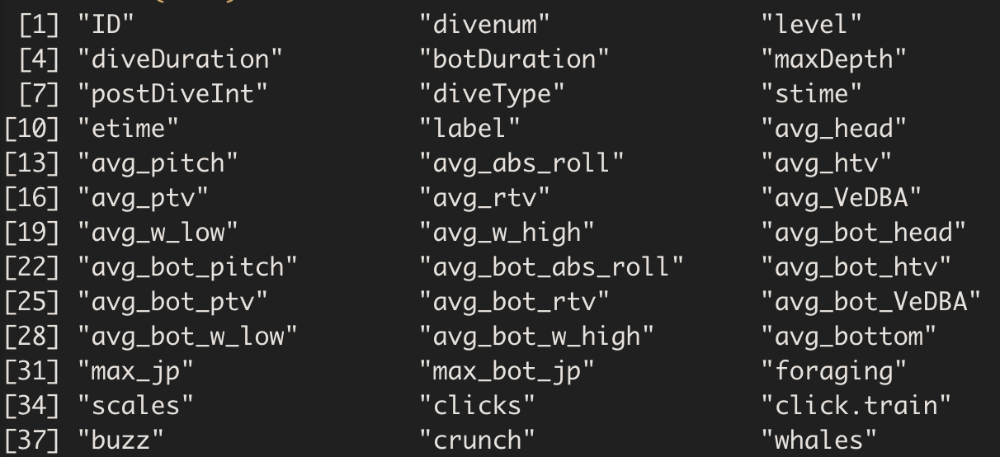 [1] "ID" "divenum" "level"
[4] "diveDuration" "botDuration" "maxDepth"
[7] "postDiveInt" "diveType" "stime"
[10] "etime" "label" "avg_head"
[13] "avg_pitch" "avg_abs_roll" "avg_htv"
[16] "avg_ptv" "avg_rtv" "avg_VeDBA"
[19] "avg_w_low" "avg_w_high" "avg_bot_head"
[22] "avg_bot_pitch" "avg_bot_abs_roll" "avg_bot_htv"
[25] "avg_bot_ptv" "avg_bot_rtv" "avg_bot_VeDBA"
[28] "avg_bot_w_low" "avg_bot_w_high" "avg_bottom"
[31] "max_jp" "max_bot_jp" "foraging"
[34] "scales" "clicks" "click.train"
[37] "buzz" "crunch" "whales"